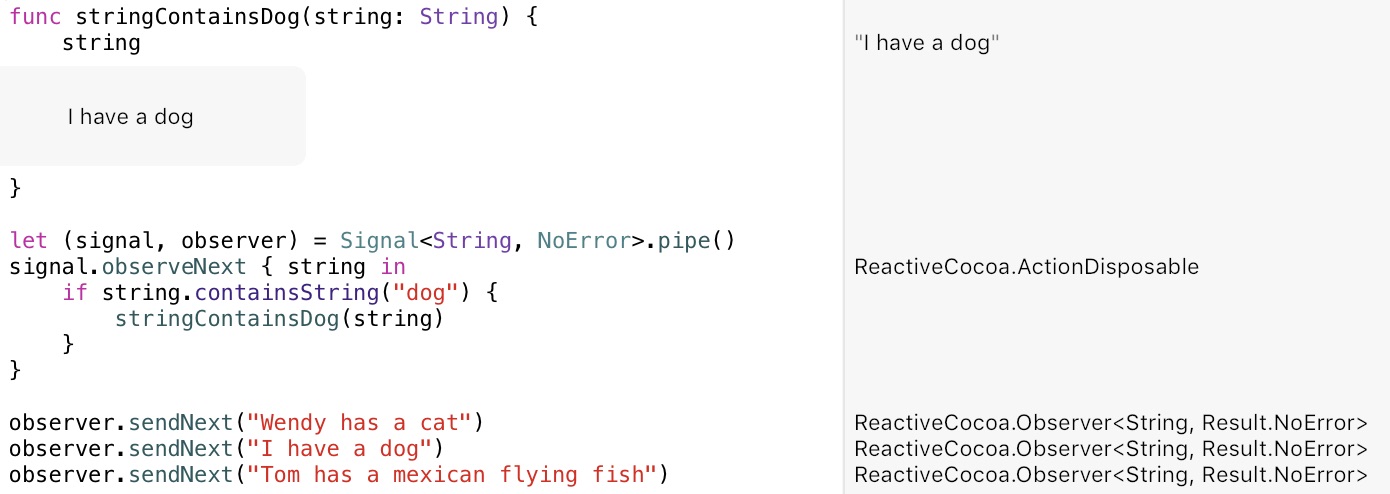 func stringContainsDog(string: String) {
    string    "I have a dog"
I have a dog
}
let (signal, observer) = Signal<String, NoError>.pipe()
signal.observeNext { string in    ReactiveCocoa.ActionDisposable
    if string.containsString("dog") {
        stringContainsDog(string)
    }
}
observer.sendNext("Wendy has a cat")    ReactiveCocoa.Observer<String, Result.NoError>
observer.sendNext("I have a dog")    ReactiveCocoa.Observer<String, Result.NoError>
observer.sendNext("Tom has a mexican flying fish")    ReactiveCocoa.Observer<String, Result.NoError>